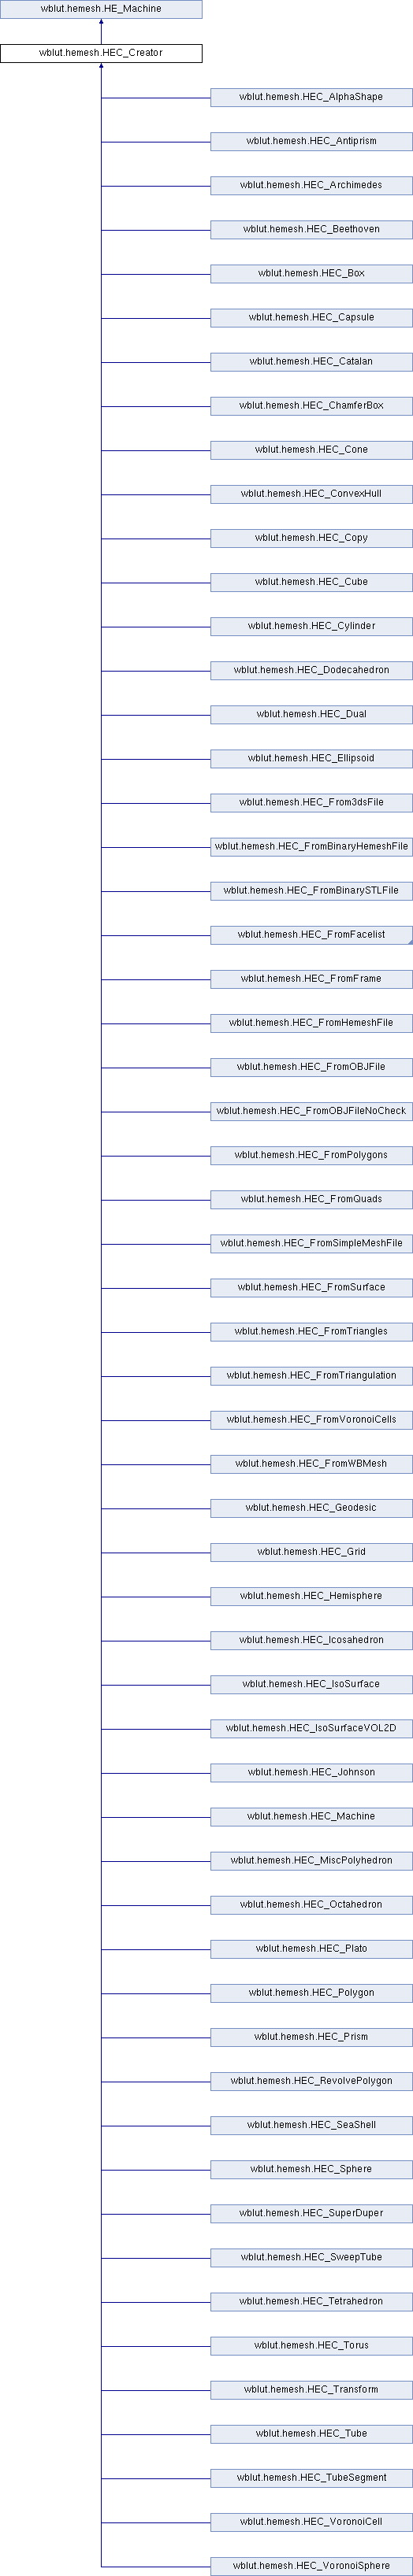 wblut.hemesh.HE_Machine
wblut.hemesh.HEC_Creator
wblut.hemesh.HEC_AlphaShape
wblut.hemesh.HEC_Antiprism
wblut.hemesh.HEC_Archimedes
wblut.hemesh.HEC_Beethoven
wblut.hemesh.HEC_Box
wblut.hemesh.HEC_Capsule
wblut.hemesh.HEC_Catalan
wblut.hemesh.HEC_ChamferBox
wblut.hemesh.HEC_Cone
wblut.hemesh.HEC_ConvexHull
wblut.hemesh.HEC_Copy
wblut.hemesh.HEC_Cube
wblut.hemesh.HEC_Cylinder
wblut.hemesh.HEC_Dodecahedron
wblut.hemesh.HEC_Dual
wblut.hemesh.HEC_Ellipsoid
wblut.hemesh.HEC_From3dsFile
wblut.hemesh.HEC_FromBinaryHemeshFile
wblut.hemesh.HEC_FromBinarySTLFile
wblut.hemesh.HEC_FromFacelist
wblut.hemesh.HEC_FromFrame
wblut.hemesh.HEC_FromHemeshFile
wblut.hemesh.HEC_FromOBJFile
wblut.hemesh.HEC_FromOBJFileNoCheck
wblut.hemesh.HEC_FromPolygons
wblut.hemesh.HEC_FromQuads
wblut.hemesh.HEC_FromSimpleMeshFile
wblut.hemesh.HEC_FromSurface
wblut.hemesh.HEC_FromTriangles
wblut.hemesh.HEC_FromTriangulation
wblut.hemesh.HEC_FromVoronoiCells
wblut.hemesh.HEC_FromWBMesh
wblut.hemesh.HEC_Geodesic
wblut.hemesh.HEC_Grid
wblut.hemesh.HEC_Hemisphere
wblut.hemesh.HEC_Icosahedron
wblut.hemesh.HEC_IsoSurface
wblut.hemesh.HEC_IsoSurfaceVOL2D
wblut.hemesh.HEC_Johnson
wblut.hemesh.HEC_Machine
wblut.hemesh.HEC_MiscPolyhedron
wblut.hemesh.HEC_Octahedron
wblut.hemesh.HEC_Plato
wblut.hemesh.HEC_Polygon
wblut.hemesh.HEC_Prism
wblut.hemesh.HEC_RevolvePolygon
wblut.hemesh.HEC_SeaShell
wblut.hemesh.HEC_Sphere
wblut.hemesh.HEC_SuperDuper
wblut.hemesh.HEC_SweepTube
wblut.hemesh.HEC_Tetrahedron
wblut.hemesh.HEC_Torus
wblut.hemesh.HEC_Transform
wblut.hemesh.HEC_Tube
wblut.hemesh.HEC_TubeSegment
wblut.hemesh.HEC_VoronoiCell
wblut.hemesh.HEC_VoronoiSphere